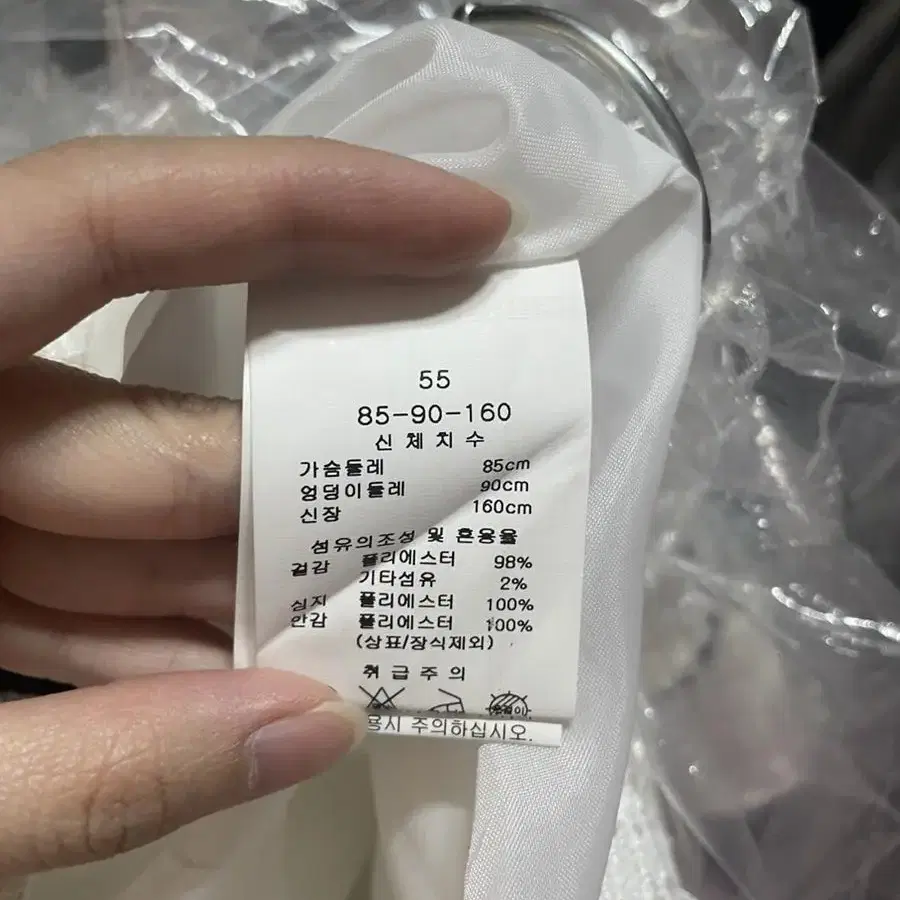 55
85-90-160
신체치수
가슴둘레 85cm
엉덩이둘레 90cm
신장 160cm
섬유의조성 및 혼용율
겉감 폴리에스터 98%
기타섬유 2%
심지 폴리에스터 100%
안감 폴리에스터 100%
(상표/장식제외)
취급주의
용시 주의하십시오.